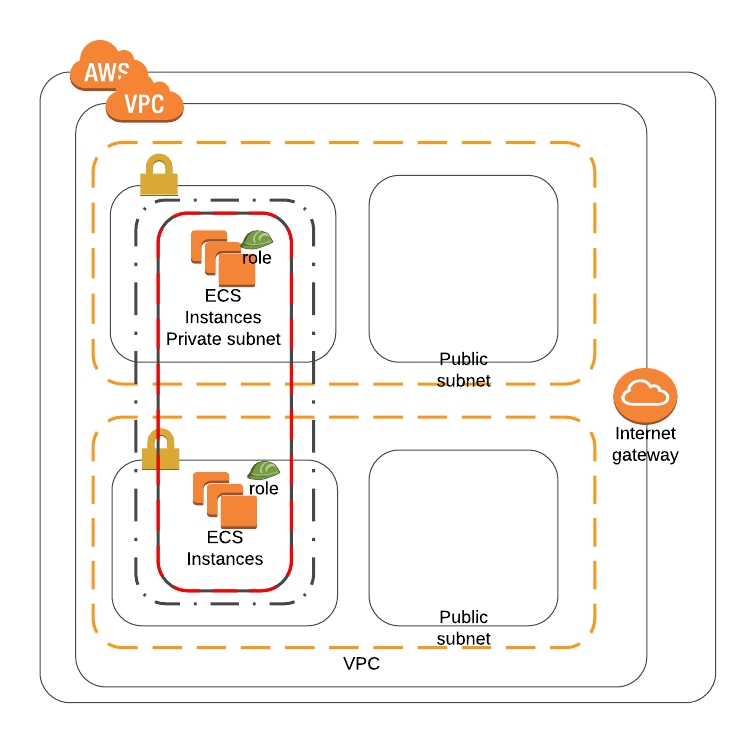 AWS
VPC
role
ECS
Instances
Private subnet
Public
subnet
Internet
gateway
role
ECS
Instances
Public
subnet
VPC